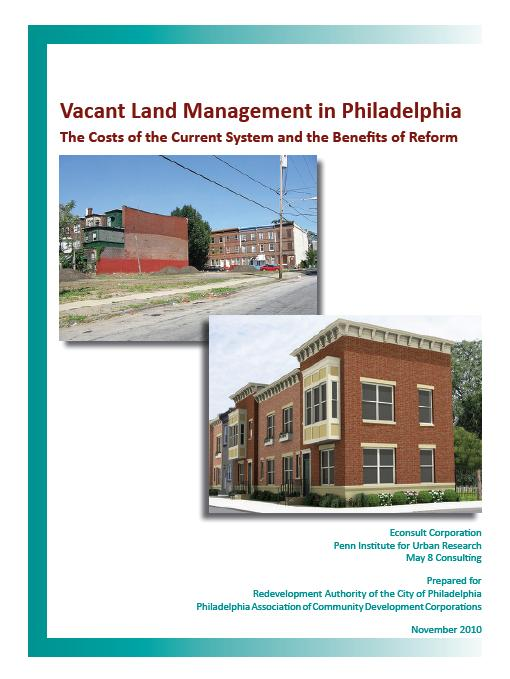 Vacant Land Management in Philadelphia
The Costs of the Current System and the Benefits of Reform
Econsult Corporation
Penn Institute for Urban Research
May 8 Consulting
Prepared for
Redevelopment Authority of the City of Philadelphia
Philadelphia Association of Community Development Corporations
November 2010